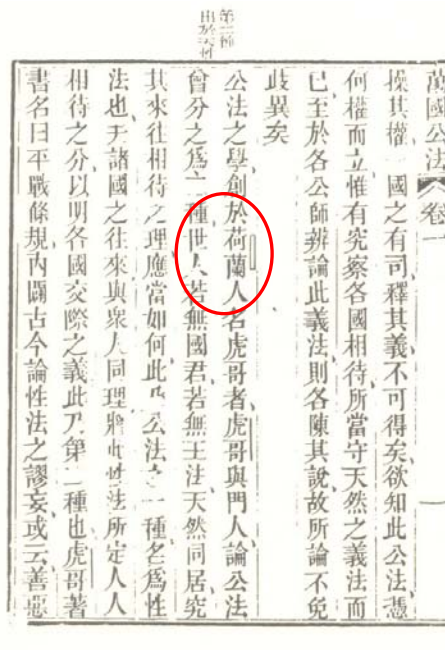 萬國公法 卷一 一
操其權一國之有司釋其義不可得矣欲知此公法憑
何權而立惟有究察各國相待所當守天然之義法而
已至於各公師辨論此義法則各陳其說故所論不免
歧異矣
第二種
出於天性
公法之學創於荷蘭人名虎哥者虎哥與門人論公法
曾分之爲二種世人若無國君若無王法天然同居究
其來往相待之理應當如何此乃公法之一種名爲性
法也夫諸國之往來與衆人同理將此性法所定人人
相待之分以明各國交際之義此乃第二種也虎哥著
書名曰平戰條規內闢古今論性法之謬妄或云善惡